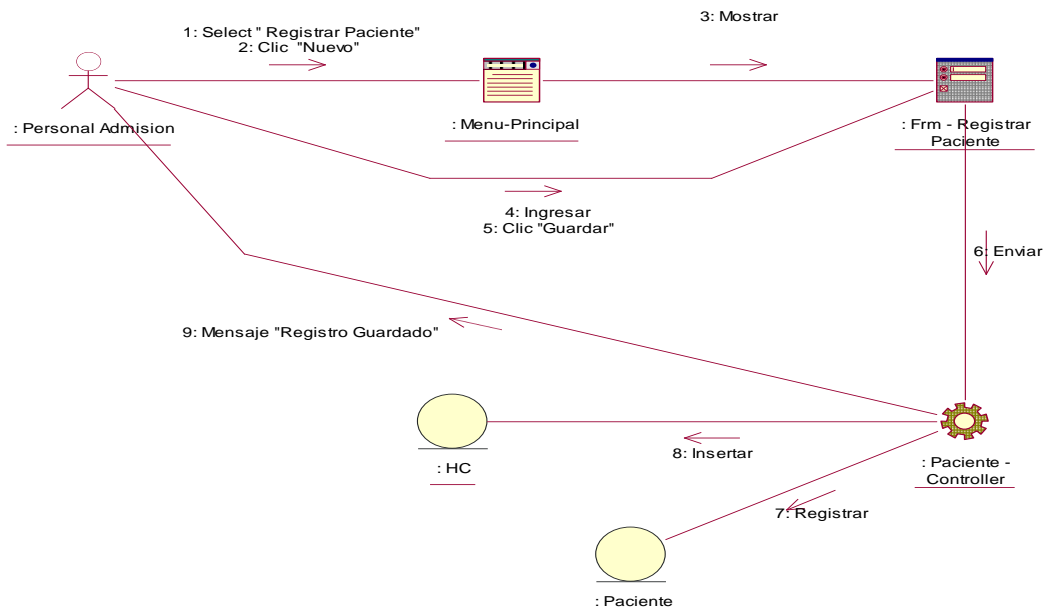 1: Select " Registrar Paciente"
2: Clic "Nuevo"
3: Mostrar
: Personal Admision
: Menu-Principal
: Frm - Registrar
Paciente
4: Ingresar
5: Clic "Guardar"
6: Enviar
9: Mensaje "Registro Guardado"
: HC
8: Insertar
: Paciente -
Controller
7: Registrar
: Paciente